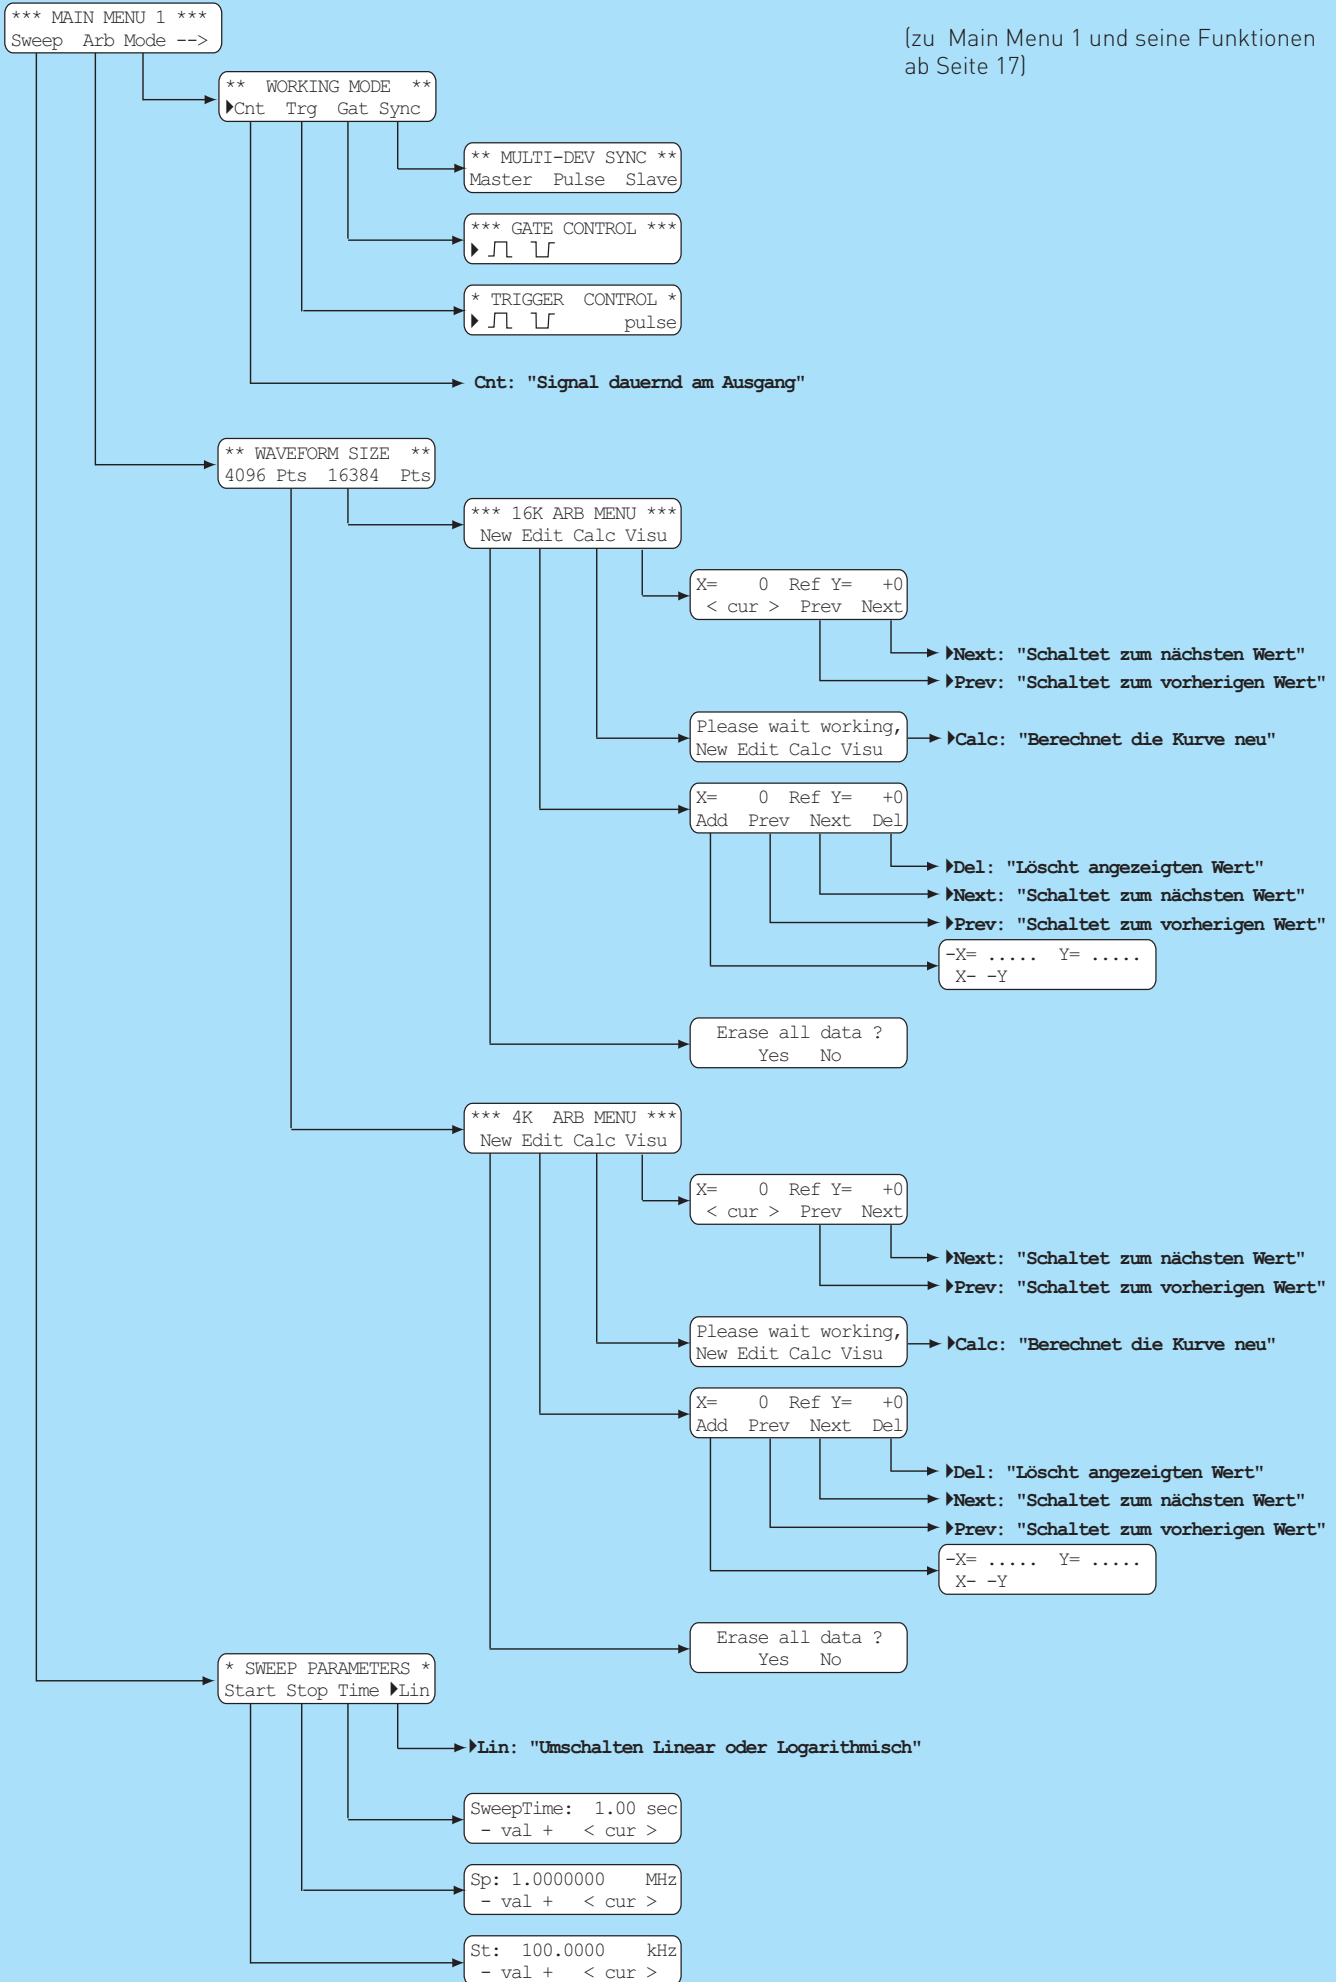 *** MAIN MENU 1 ***
Sweep Arb Mode -->
(zu Main Menu 1 und seine Funktionen
ab Seite 17)
** WORKING MODE **
Cnt Trg Gat Sync
** MULTI-DEV SYNC **
Master Pulse Slave
*** GATE CONTROL ***
* TRIGGER CONTROL *
pulse
Cnt: "Signal dauernd am Ausgang"
** WAVEFORM SIZE **
4096 Pts 16384 Pts
*** 16K ARB MENU ***
New Edit Calc Visu
X= 0 Ref Y= +0
< cur > Prev Next
Next: "Schaltet zum nächsten Wert"
Prev: "Schaltet zum vorherigen Wert"
Please wait working,
New Edit Calc Visu
Calc: "Berechnet die Kurve neu"
X= 0 Ref Y= +0
Add Prev Next Del
Del: "Löscht angezeigten Wert"
Next: "Schaltet zum nächsten Wert"
Prev: "Schaltet zum vorherigen Wert"
-X= ..... Y= .....
X- -Y
Erase all data ?
Yes No
*** 4K ARB MENU ***
New Edit Calc Visu
X= 0 Ref Y= +0
< cur > Prev Next
Next: "Schaltet zum nächsten Wert"
Prev: "Schaltet zum vorherigen Wert"
Please wait working,
New Edit Calc Visu
Calc: "Berechnet die Kurve neu"
X= 0 Ref Y= +0
Add Prev Next Del
Del: "Löscht angezeigten Wert"
Next: "Schaltet zum nächsten Wert"
Prev: "Schaltet zum vorherigen Wert"
-X= ..... Y= .....
X- -Y
Erase all data ?
Yes No
* SWEEP PARAMETERS *
Start Stop Time Lin
Lin: "Umschalten Linear oder Logarithmisch"
SweepTime: 1.00 sec
- val + < cur >
Sp: 1.0000000 MHz
- val + < cur >
St: 100.0000 kHz
- val + < cur >